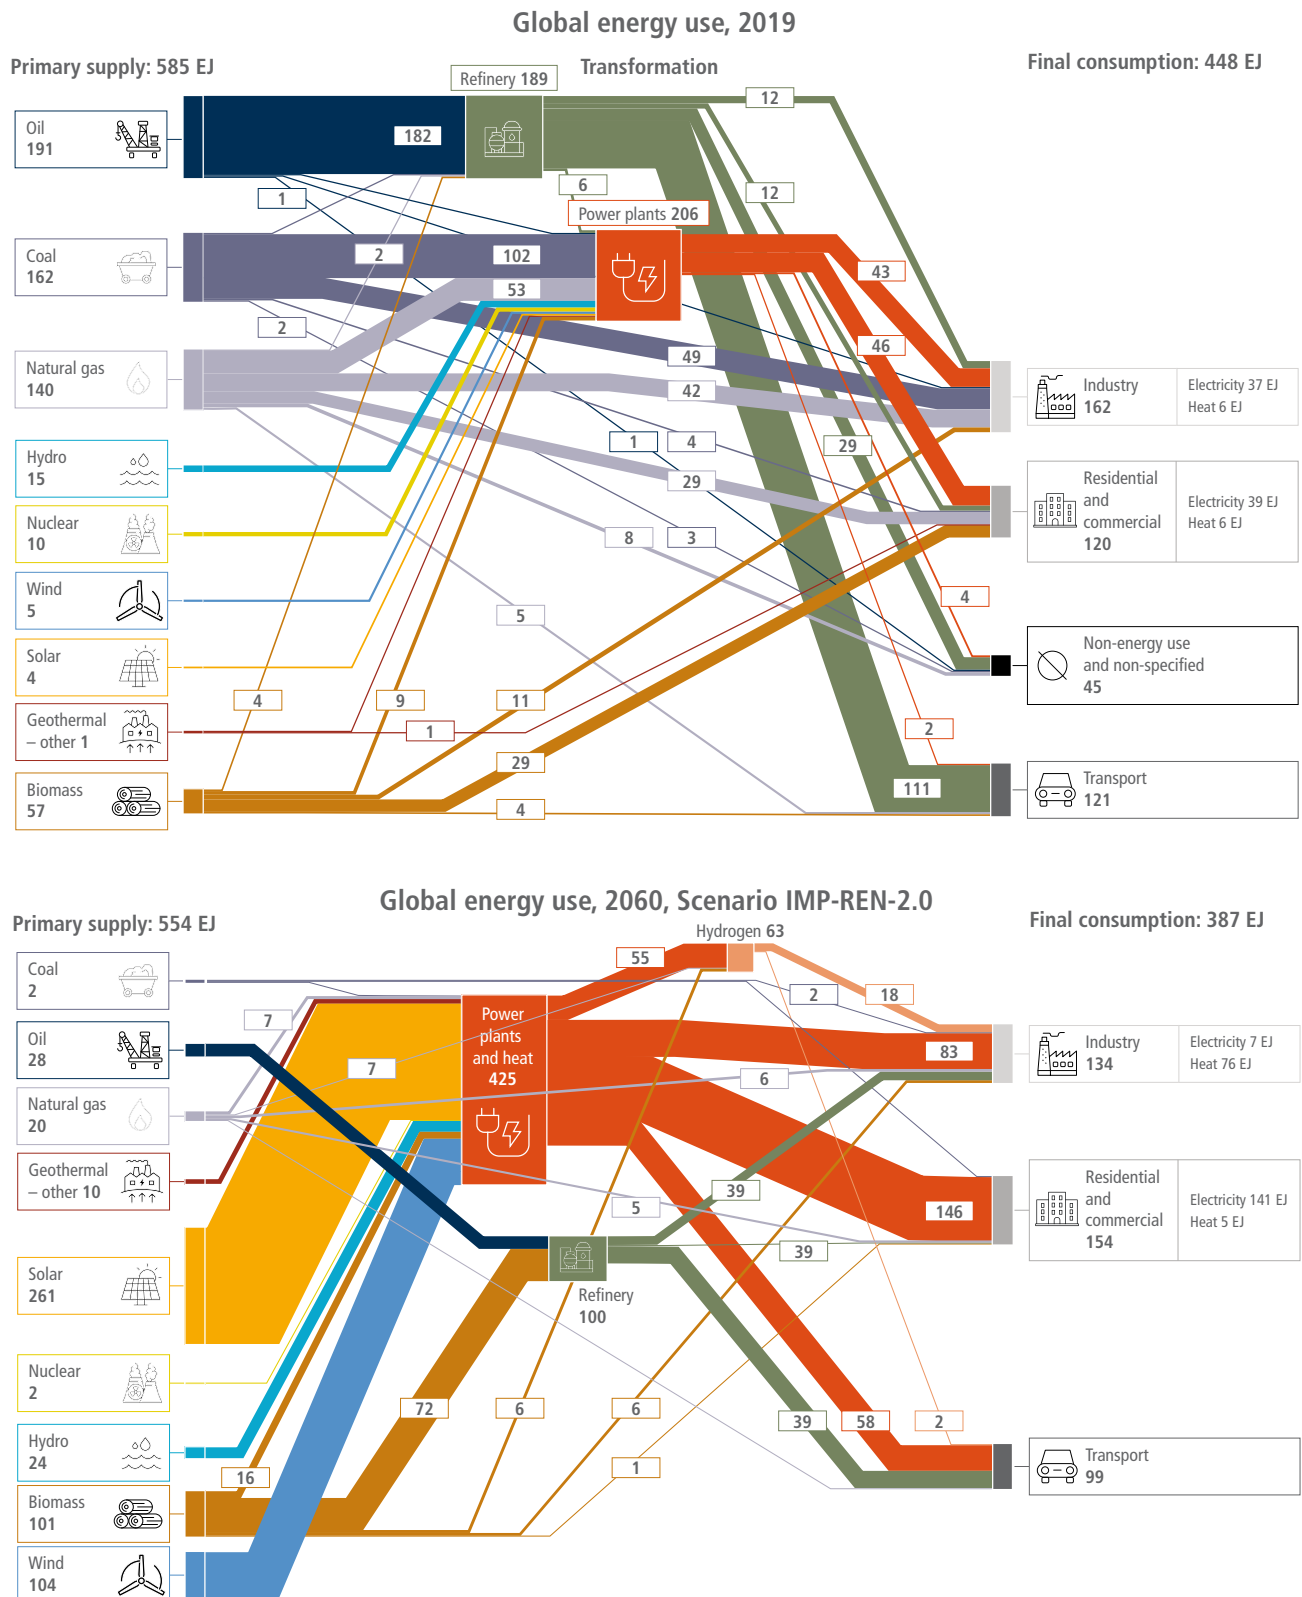 Global energy use, 2019
Primary supply: 585 EJ
Transformation
Final consumption: 448 EJ
Refinery 189
12
Oil
191
182
6
12
1
Power plants 206
Coal
162
2
102
43
53
2
46
49
Natural gas
140
42
Industry
162
Electricity 37 EJ
Heat 6 EJ
1
4
29
Hydro
15
29
Residential
and
commercial
120
Electricity 39 EJ
Heat 6 EJ
Nuclear
10
8
3
Wind
5
5
4
Solar
4
Non-energy use
and non-specified
45
4
9
11
Geothermal
– other 1
1
2
29
Biomass
57
4
111
Transport
121
Global energy use, 2060, Scenario IMP-REN-2.0
Primary supply: 554 EJ
Final consumption: 387 EJ
Hydrogen 63
55
Coal
2
2
18
7
Power
plants
and heat
425
Oil
28
7
83
Industry
134
Electricity 7 EJ
Heat 76 EJ
6
Natural gas
20
Geothermal
– other 10
5
39
146
Residential
and
commercial
154
Electricity 141 EJ
Heat 5 EJ
39
Solar
261
Refinery
100
Nuclear
2
72
6
6
39
58
2
Hydro
24
16
1
Transport
99
Biomass
101
Wind
104